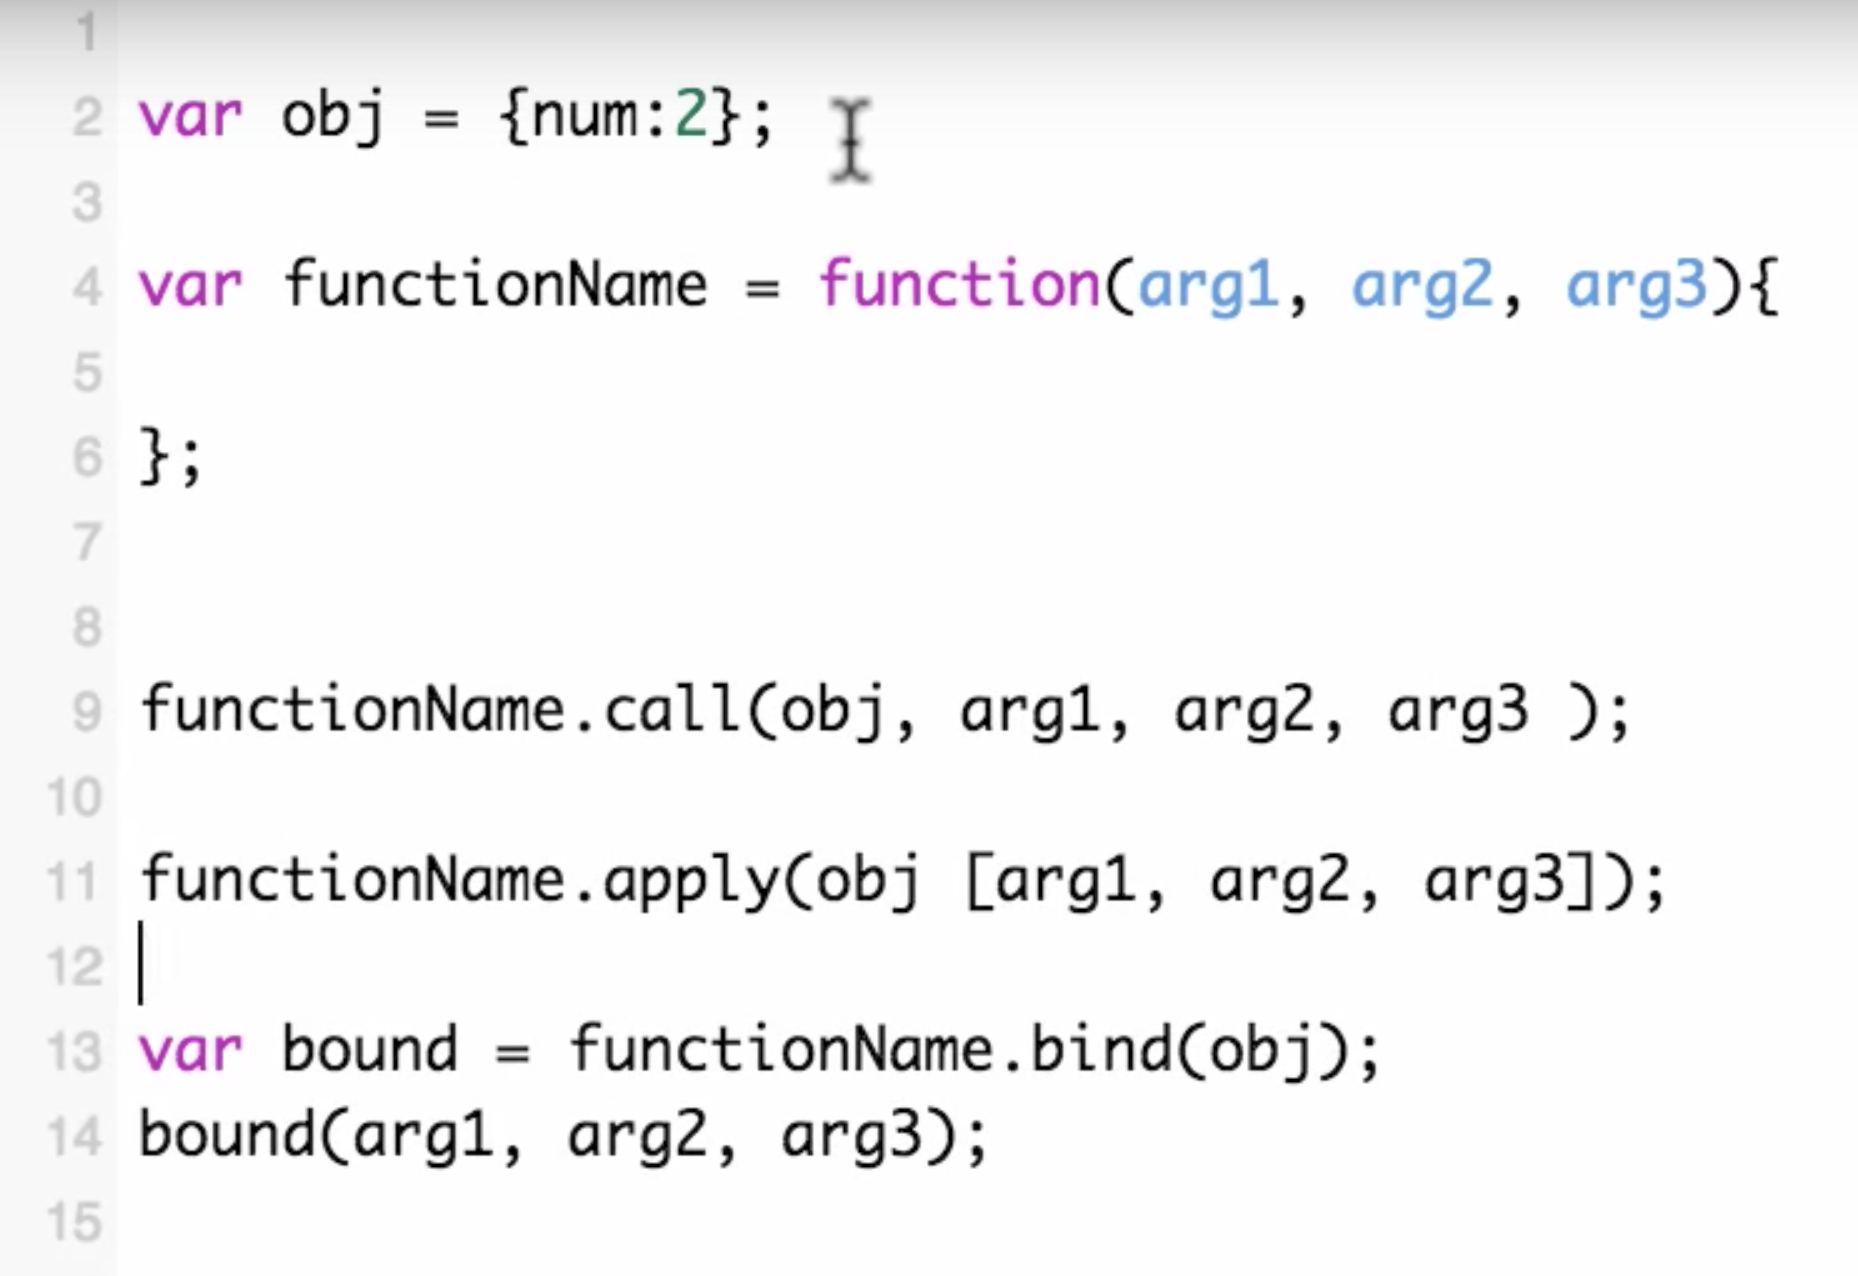 1
2 var obj = {num:2};
3
4 var functionName = function(arg1, arg2, arg3){
5
6 };
7
8
9 functionName.call(obj, arg1, arg2, arg3 );
10
11 functionName.apply(obj [arg1, arg2, arg3]);
12
13 var bound = functionName.bind(obj);
14 bound(arg1, arg2, arg3);
15